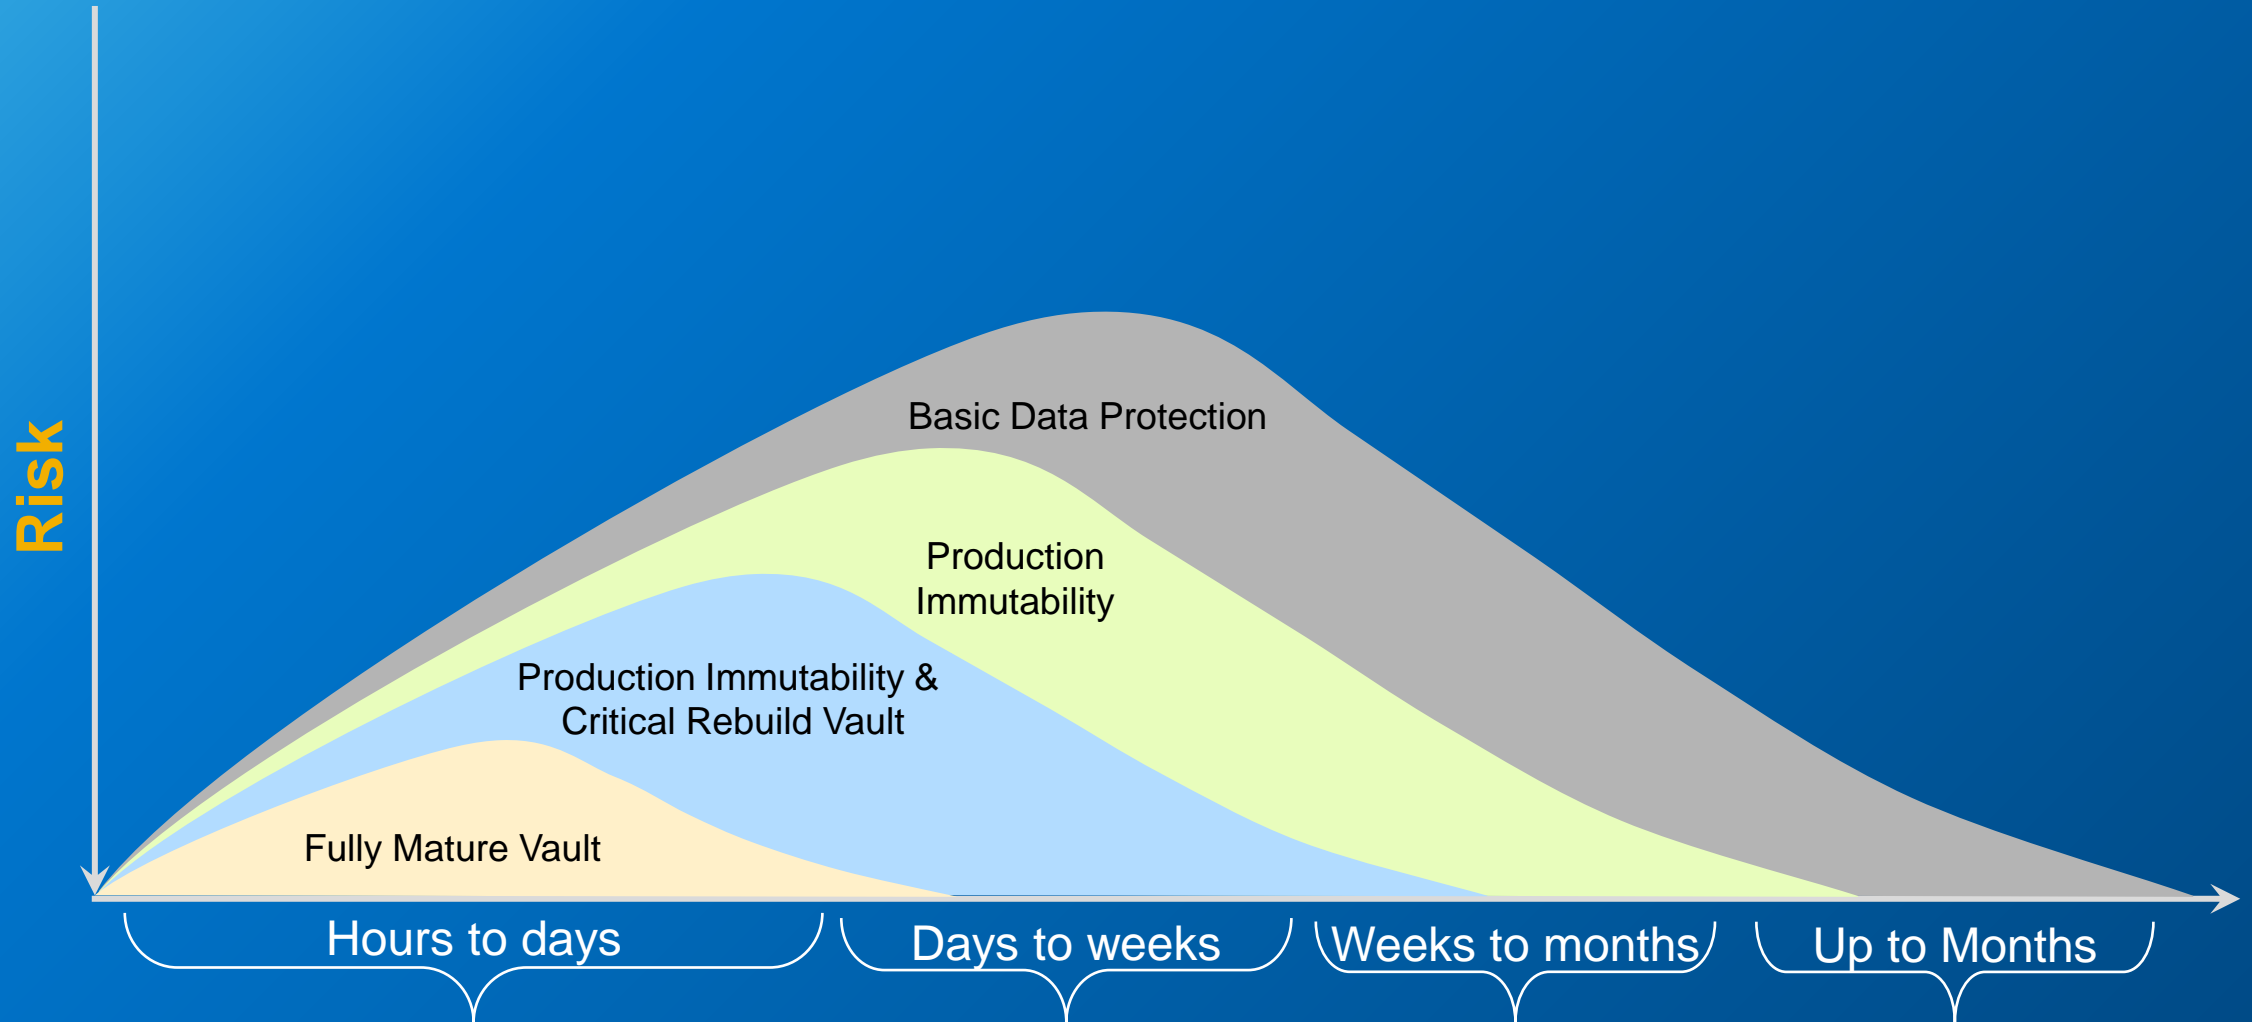 Risk
Basic Data Protection
Production
Immutability
Production Immutability &
Critical Rebuild Vault
Fully Mature Vault
Hours to days
Days to weeks
Weeks to months
Up to Months